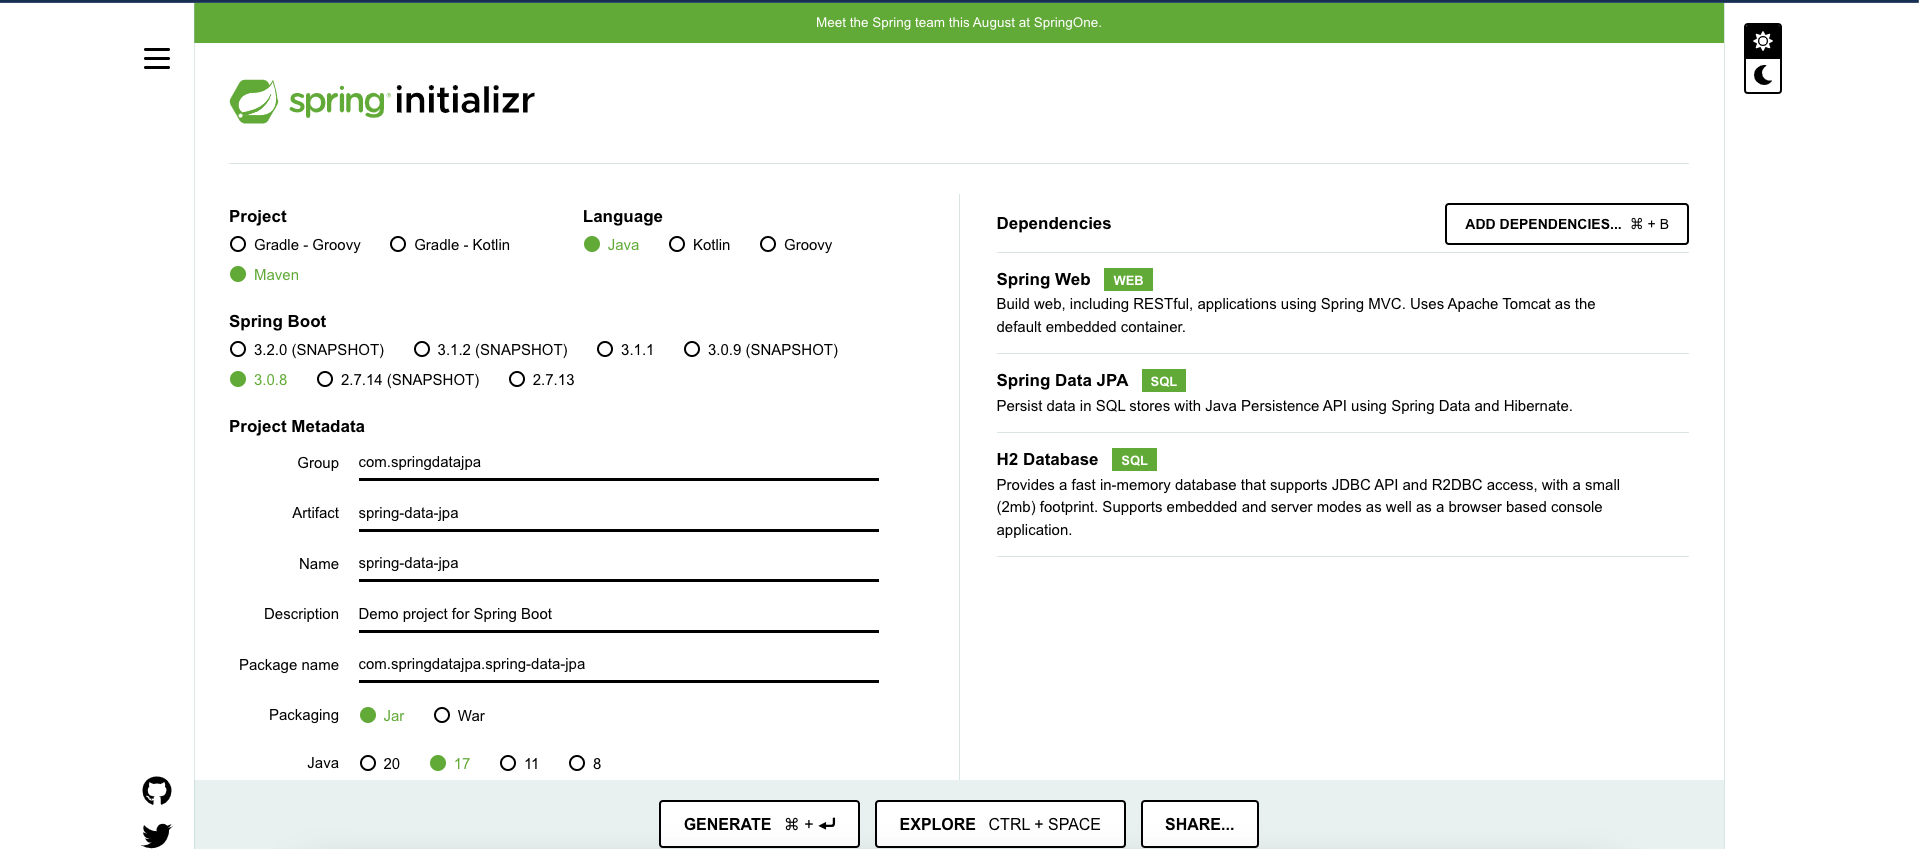 Meet the Spring team this August at SpringOne.
spring initializr
Project
Gradle - Groovy Gradle - Kotlin
Maven
Language
Java Kotlin Groovy
Spring Boot
3.2.0 (SNAPSHOT) 3.1.2 (SNAPSHOT) 3.1.1 3.0.9 (SNAPSHOT)
3.0.8 2.7.14 (SNAPSHOT) 2.7.13
Project Metadata
Group com.springdatajpa
Artifact spring-data-jpa
Name spring-data-jpa
Description Demo project for Spring Boot
Package name com.springdatajpa.spring-data-jpa
Packaging Jar War
Java 20 17 11 8
Dependencies ADD DEPENDENCIES... ⌘ + B
Spring Web WEB
Build web, including RESTful, applications using Spring MVC. Uses Apache Tomcat as the
default embedded container.
Spring Data JPA SQL
Persist data in SQL stores with Java Persistence API using Spring Data and Hibernate.
H2 Database SQL
Provides a fast in-memory database that supports JDBC API and R2DBC access, with a small
(2mb) footprint. Supports embedded and server modes as well as a browser based console
application.
GENERATE ⌘ + ⏎ EXPLORE CTRL + SPACE SHARE...